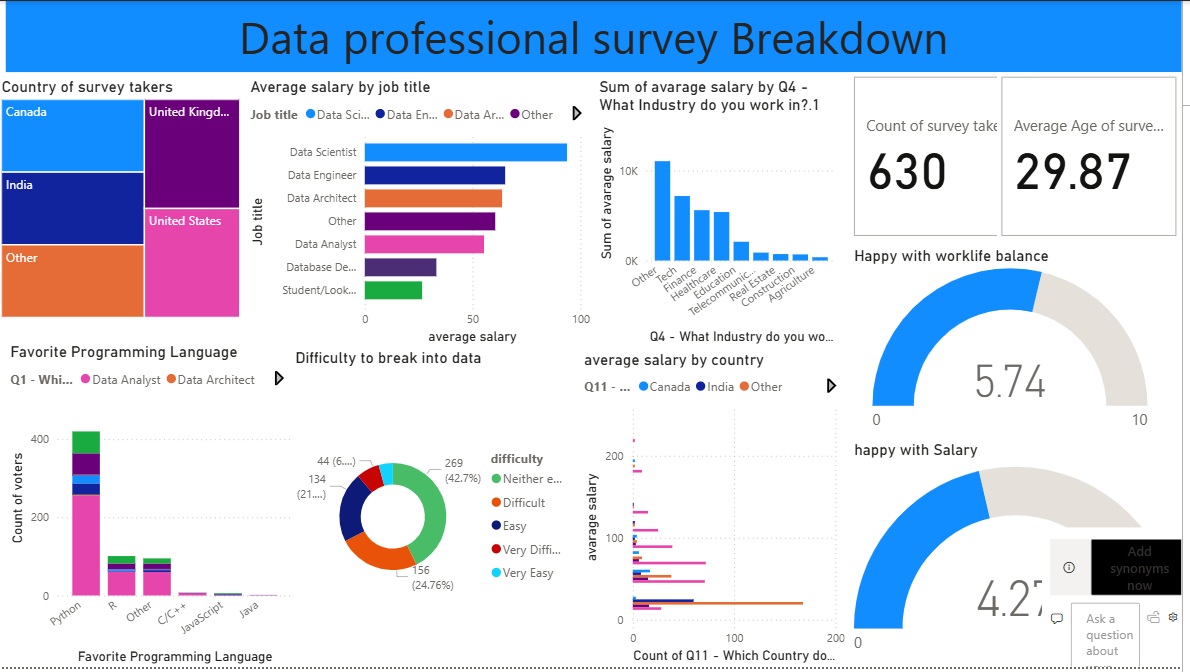 Data professional survey Breakdown
Country of survey takers
Canada
United Kingd...
India
United States
Other
Average salary by job title
Job title Data Sci... Data En... Data Ar... Other
Job title
Data Scientist
Data Engineer
Data Architect
Other
Data Analyst
Database De...
Student/Look...
0 50 100
average salary
Sum of avarage salary by Q4 -
What Industry do you work in?.1
Sum of avarage salary
10K
0K
Other
Tech
Finance
Healthcare
Education
Telecommunic...
Real Estate
Construction
Agriculture
Q4 - What Industry do you wo...
Count of survey take
630
Average Age of surve...
29.87
Happy with worklife balance
5.74
0 10
happy with Salary
4.27
0
Favorite Programming Language
Q1 - Whi... Data Analyst Data Architect
Count of voters
400
200
0
Python
R
Other
C/C++
JavaScript
Java
Favorite Programming Language
Difficulty to break into data
44 (6....)
134
(21....)
269
(42.7%)
156
(24.76%)
difficulty
Neither e...
Difficult
Easy
Very Diffi...
Very Easy
average salary by country
Q11 - ... Canada India Other
avarage salary
200
100
0
0 100 200
Count of Q11 - Which Country do...
Add
synonyms
now
Ask a
question
about